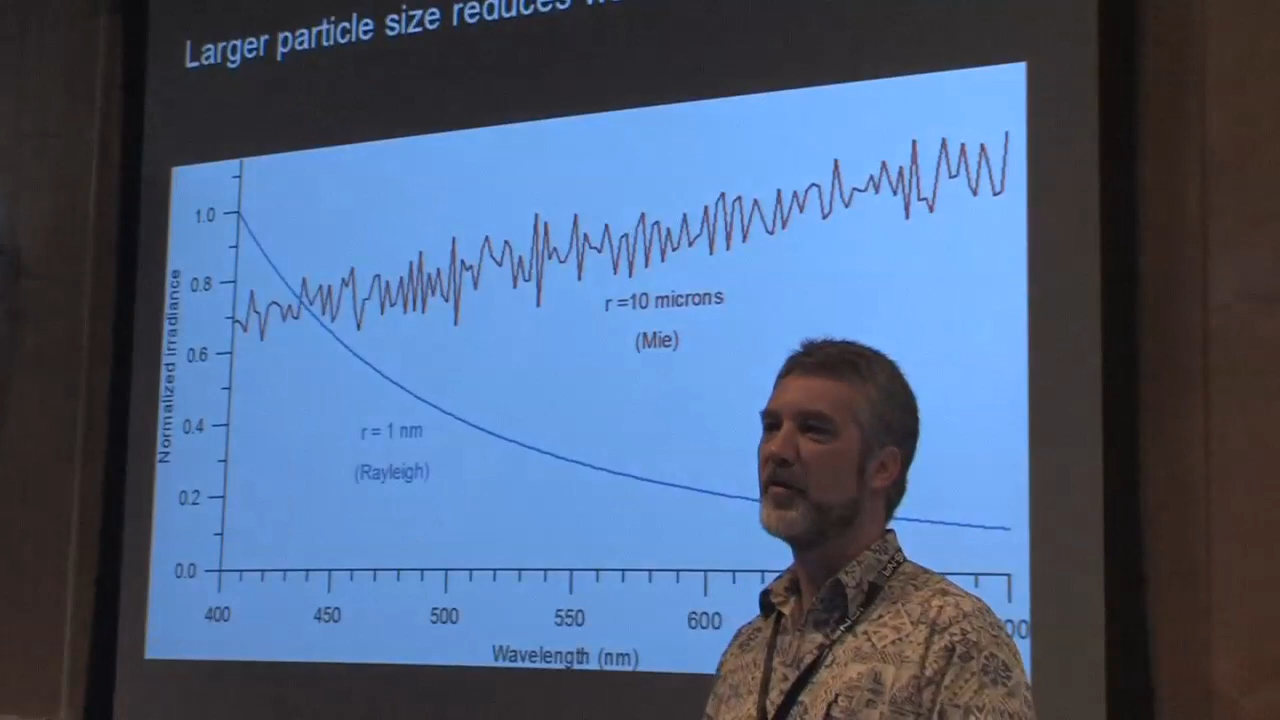 Larger particle size reduces
1.0
0.8
0.6
0.4
0.2
0.0
Normalized irradiance
r =10 microns
(Mie)
r = 1 nm
(Rayleigh)
400 450 500 550 600
Wavelength (nm)